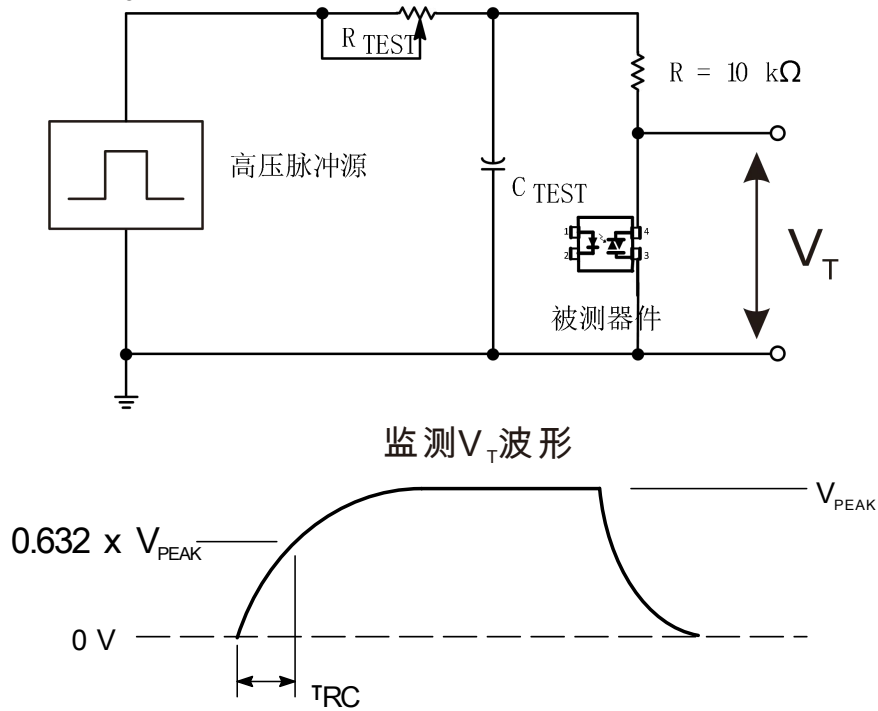 R TEST
R = 10 kΩ
高压脉冲源
C TEST
1
2
4
3
被测器件
VT
监测VT波形
VPEAK
0.632 x VPEAK
0 V
τRC